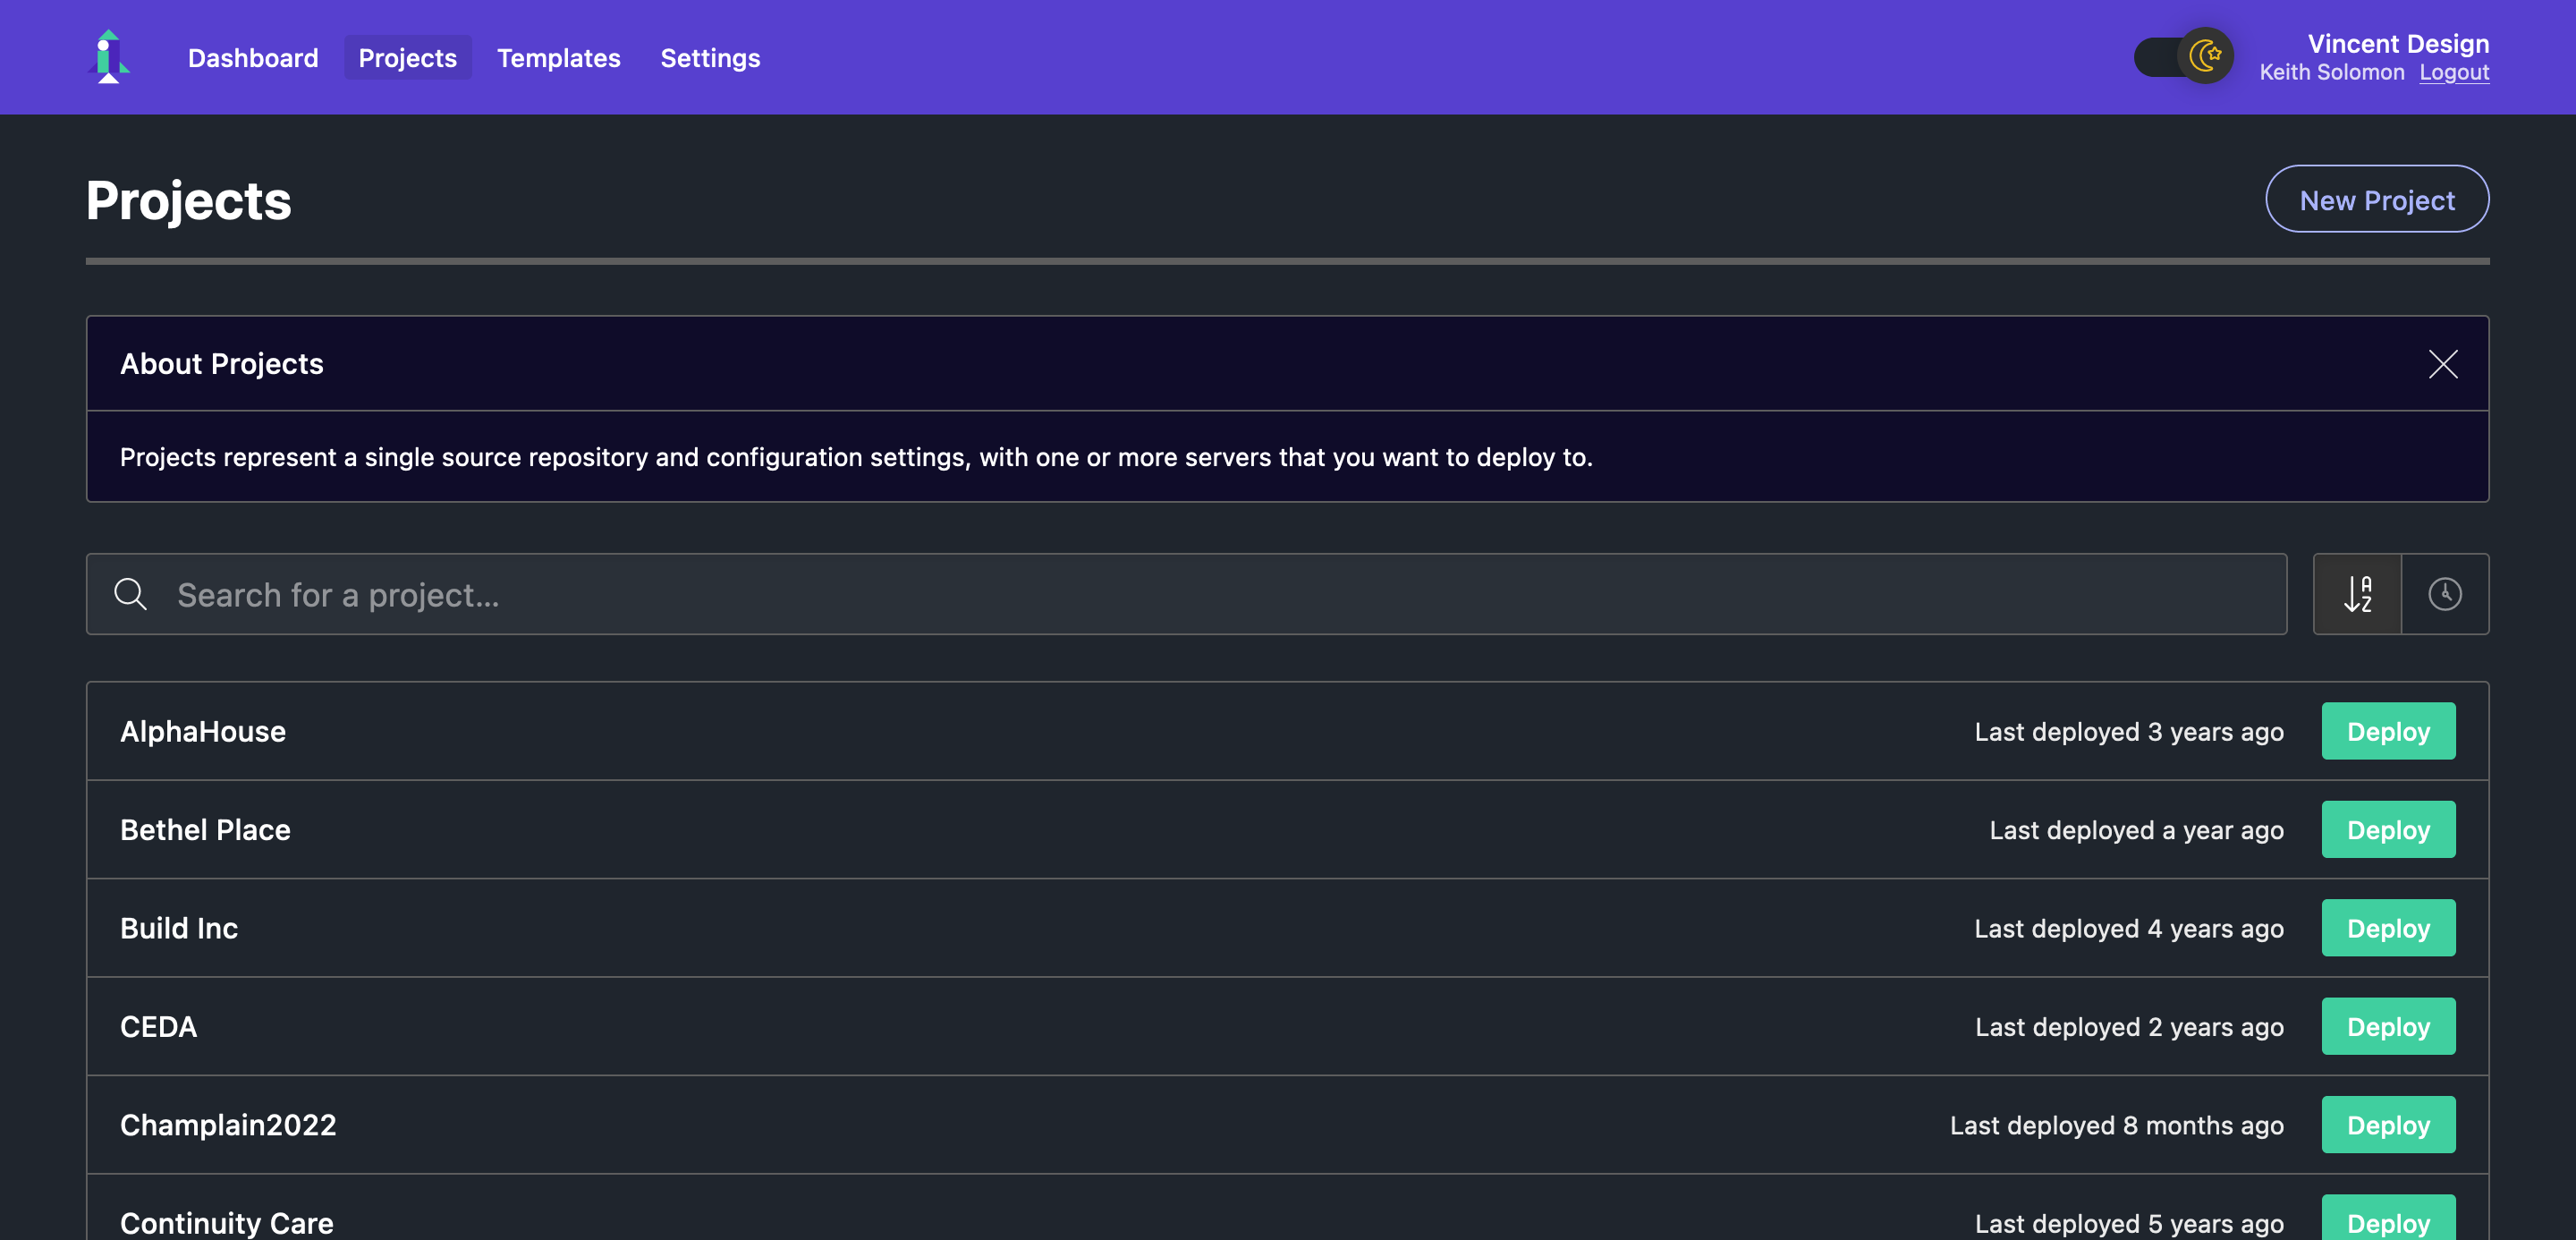 Dashboard Projects Templates Settings
Vincent Design
Keith Solomon Logout
Projects
New Project
About Projects
Projects represent a single source repository and configuration settings, with one or more servers that you want to deploy to.
Search for a project...
A
Z
AlphaHouse Last deployed 3 years ago Deploy
Bethel Place Last deployed a year ago Deploy
Build Inc Last deployed 4 years ago Deploy
CEDA Last deployed 2 years ago Deploy
Champlain2022 Last deployed 8 months ago Deploy
Continuity Care Last deployed 5 years ago Deploy